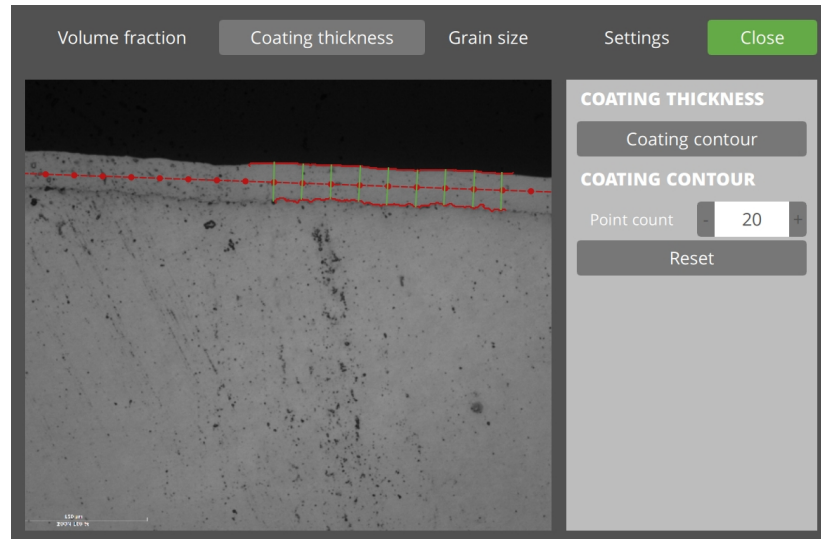 Volume fraction
Coating thickness
Grain size
Settings
Close
COATING THICKNESS
Coating contour
COATING CONTOUR
Point count - 20 +
Reset